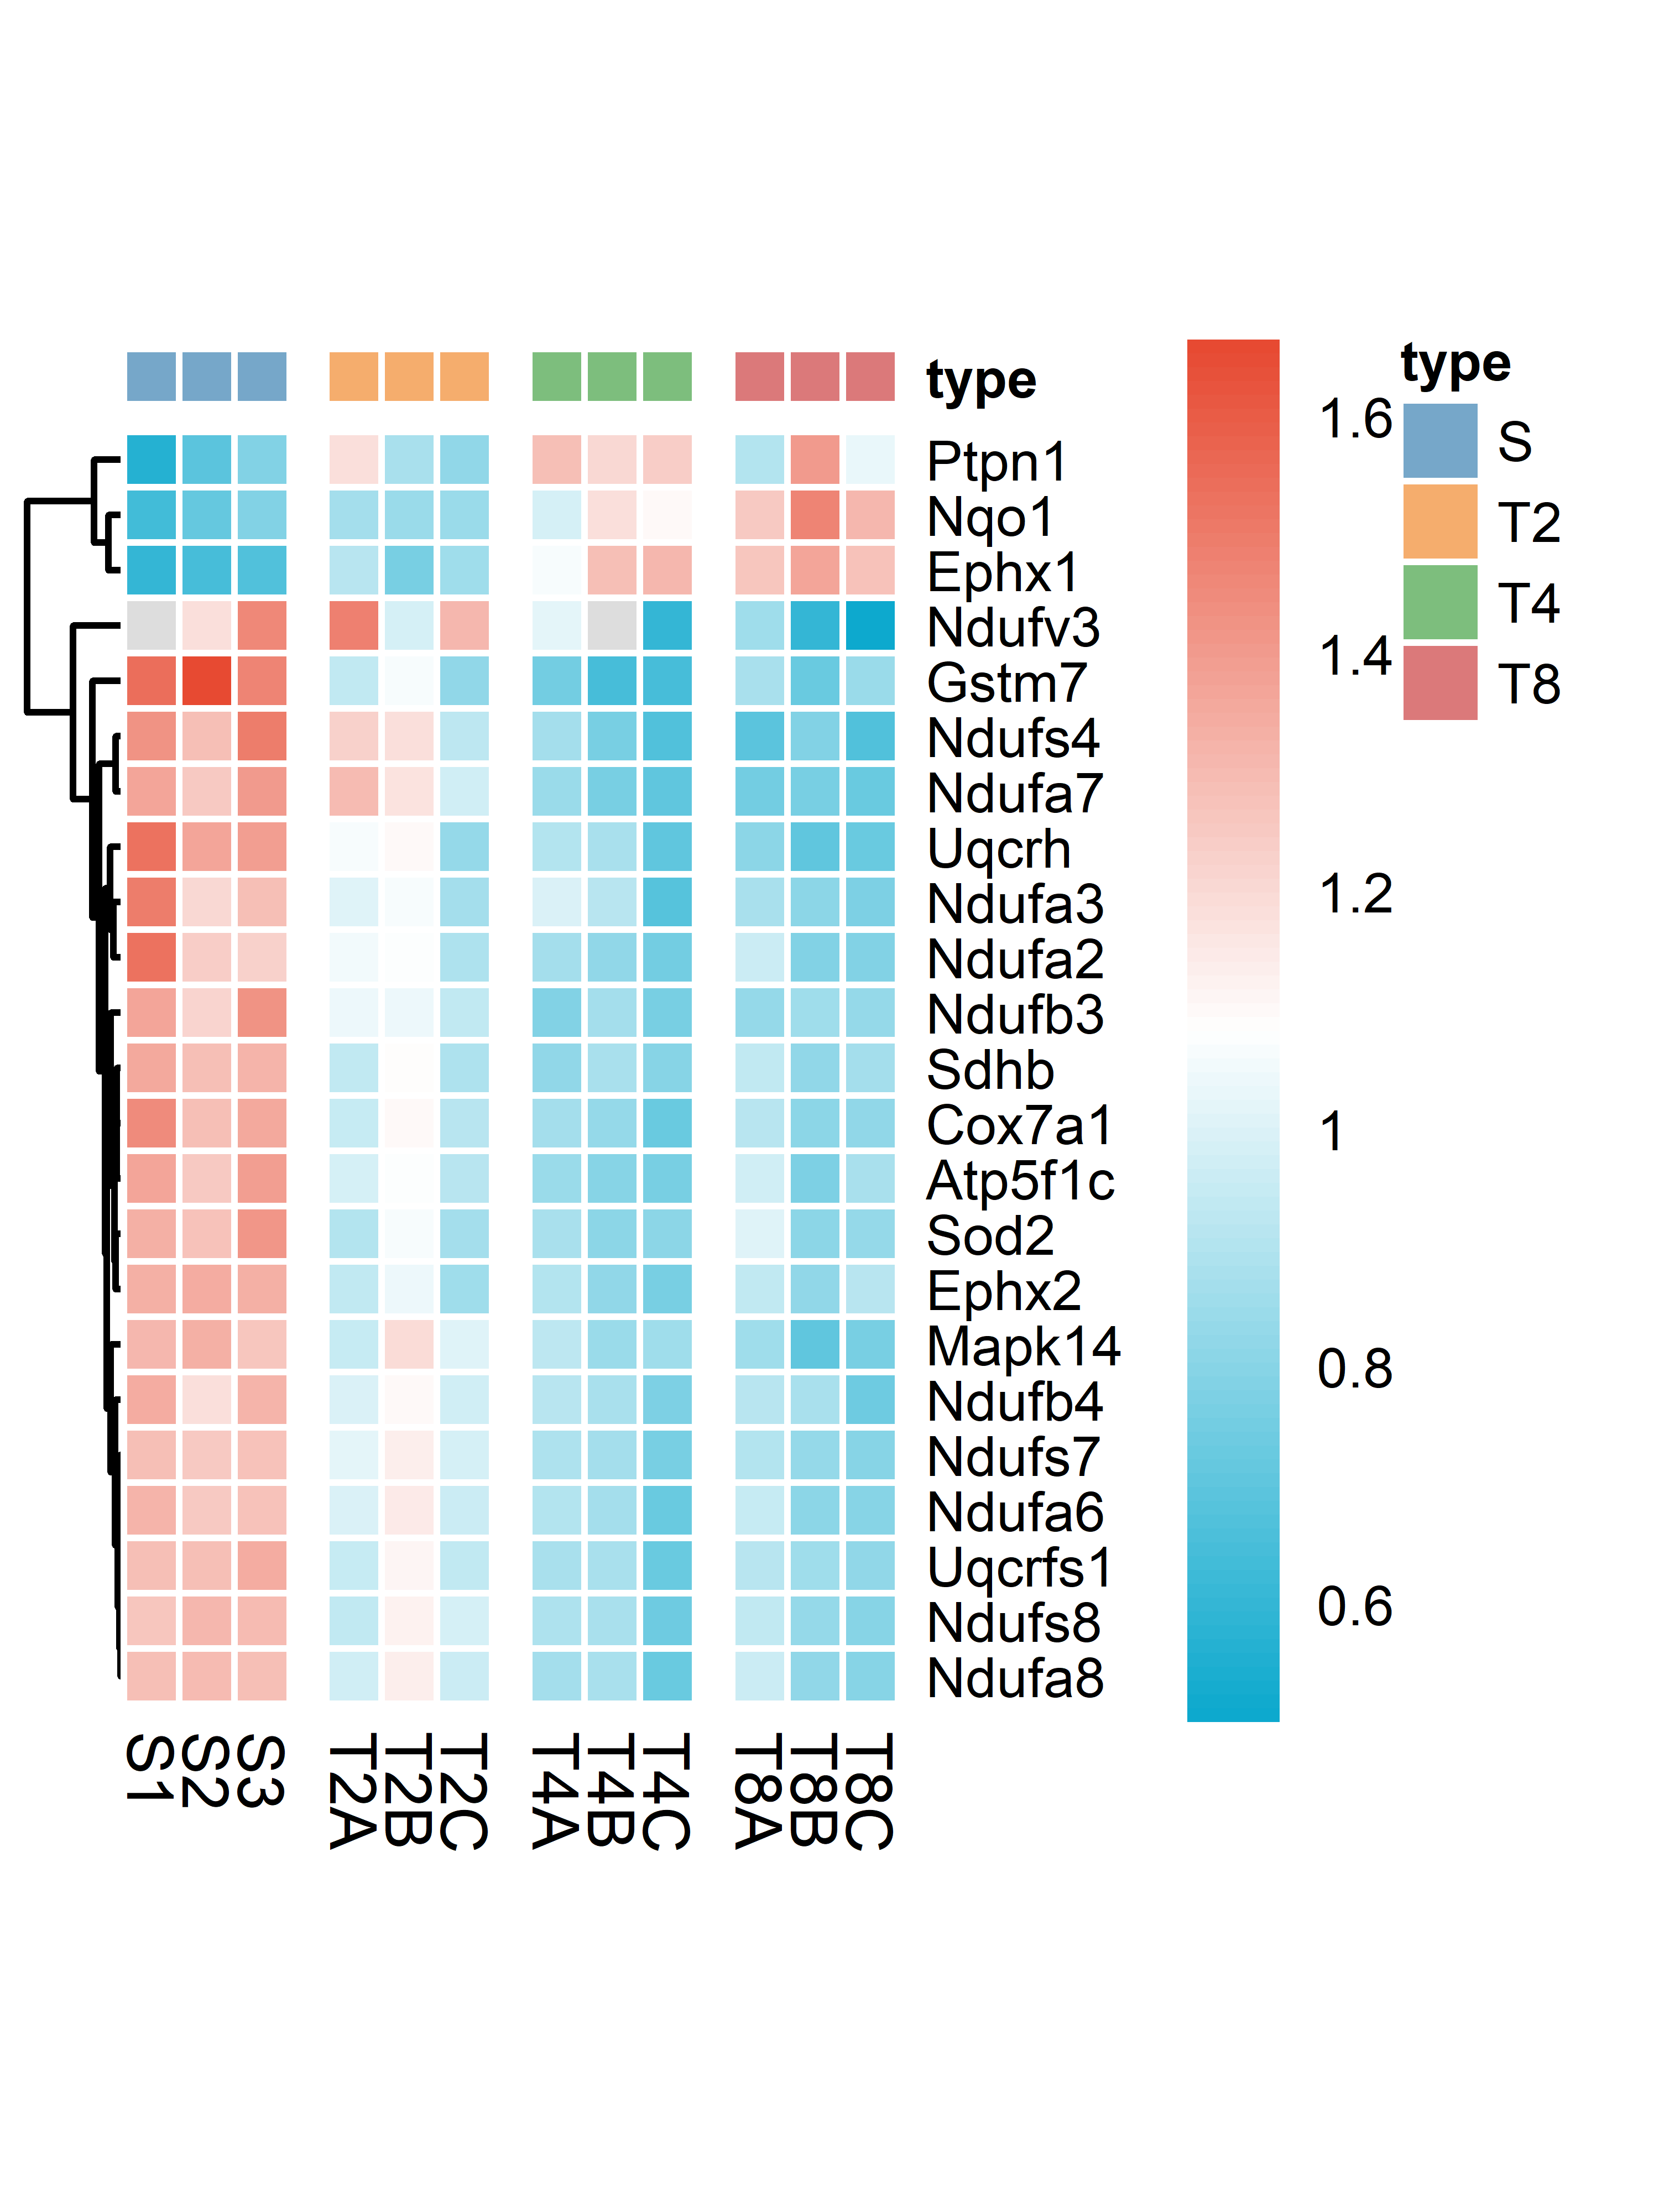 type
Ptpn1
Nqo1
Ephx1
Ndufv3
Gstm7
Ndufs4
Ndufa7
Uqcrh
Ndufa3
Ndufa2
Ndufb3
Sdhb
Cox7a1
Atp5f1c
Sod2
Ephx2
Mapk14
Ndufb4
Ndufs7
Ndufa6
Uqcrfs1
Ndufs8
Ndufa8
S1
S2
S3
T2A
T2B
T2C
T4A
T4B
T4C
T8A
T8B
T8C
1.6
1.4
1.2
1
0.8
0.6
type
S
T2
T4
T8